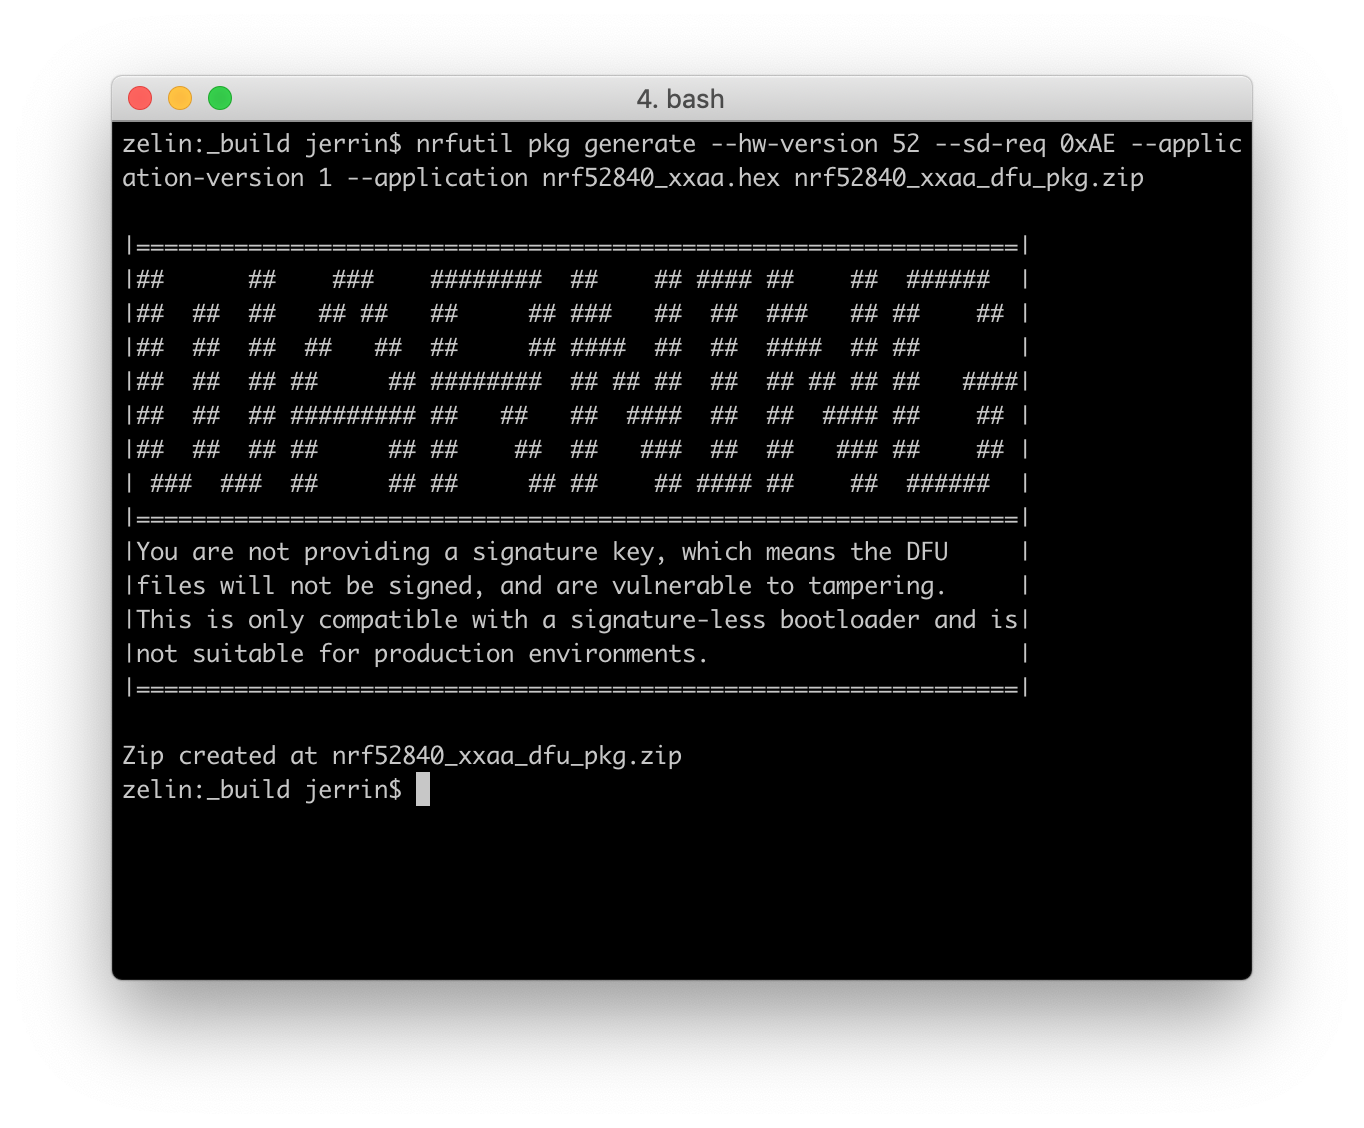 4. bash
zelin:_build jerrin$ nrfutil pkg generate --hw-version 52 --sd-req 0xAE --applic
ation-version 1 --application nrf52840_xxaa.hex nrf52840_xxaa_dfu_pkg.zip
|===============================================================|
|##      ##    ###    ########  ##    ## #### ##    ##  ######  |
|##  ##  ##   ## ##   ##     ## ###   ##  ##  ###   ## ##    ## |
|##  ##  ##  ##   ##  ##     ## ####  ##  ##  ####  ## ##       |
|##  ##  ## ##     ## ########  ## ## ##  ##  ## ## ## ##   ####|
|##  ##  ## ######### ##   ##   ##  ####  ##  ##  #### ##    ## |
|##  ##  ## ##     ## ##    ##  ##   ###  ##  ##   ### ##    ## |
| ###  ###  ##     ## ##     ## ##    ## #### ##    ##  ######  |
|===============================================================|
|You are not providing a signature key, which means the DFU     |
|files will not be signed, and are vulnerable to tampering.     |
|This is only compatible with a signature-less bootloader and is|
|not suitable for production environments.                      |
|===============================================================|
Zip created at nrf52840_xxaa_dfu_pkg.zip
zelin:_build jerrin$